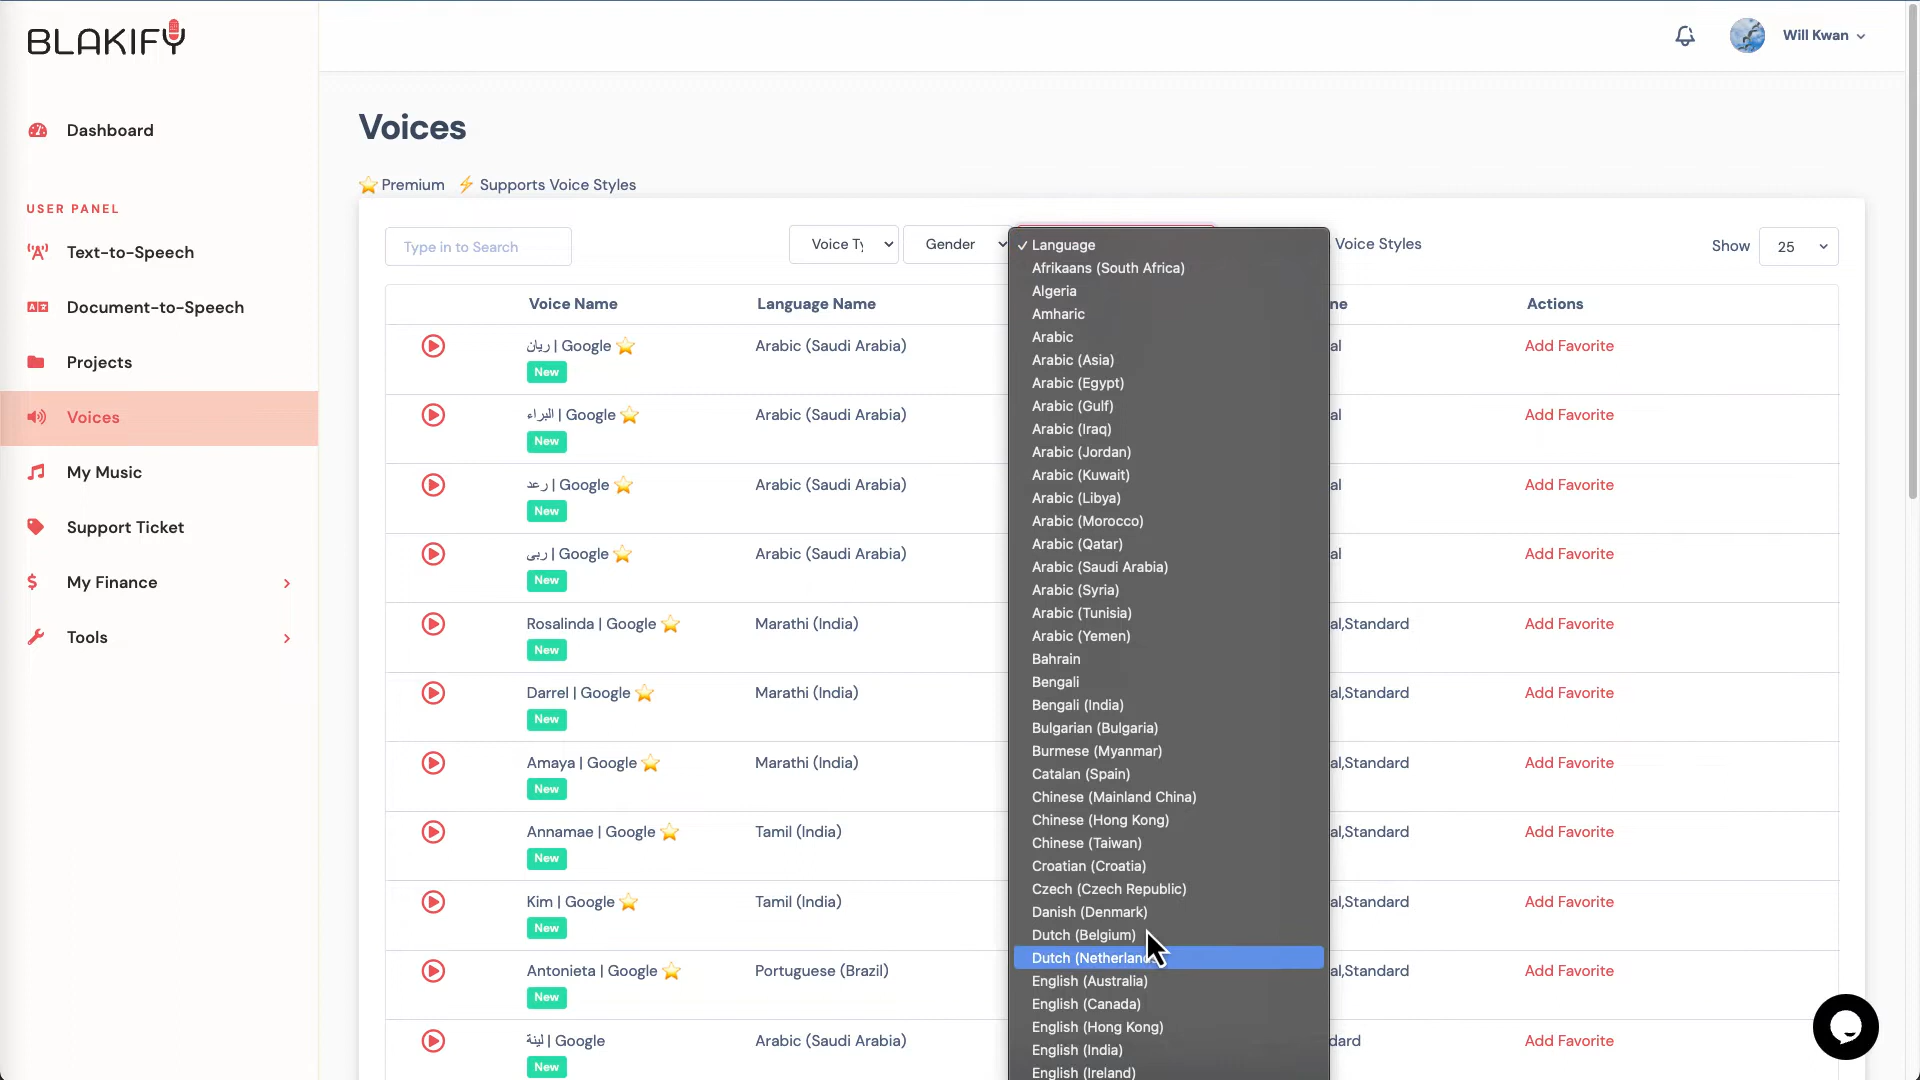 BLAKIFY
Will Kwan
Dashboard
USER PANEL
Text-to-Speech
Document-to-Speech
Projects
Voices
My Music
Support Ticket
My Finance
Tools
Voices
Premium Supports Voice Styles
Type in to Search
Voice Ty
Gender
Voice Styles
Show 25
Voice Name Language Name ne Actions
ريان | Google Arabic (Saudi Arabia) al Add Favorite
New
البراء | Google Arabic (Saudi Arabia) al Add Favorite
New
رعد | Google Arabic (Saudi Arabia) al Add Favorite
New
ربى | Google Arabic (Saudi Arabia) al Add Favorite
New
Rosalinda | Google Marathi (India) al,Standard Add Favorite
New
Darrel | Google Marathi (India) al,Standard Add Favorite
New
Amaya | Google Marathi (India) al,Standard Add Favorite
New
Annamae | Google Tamil (India) al,Standard Add Favorite
New
Kim | Google Tamil (India) al,Standard Add Favorite
New
Antonieta | Google Portuguese (Brazil) al,Standard Add Favorite
New
لينة | Google Arabic (Saudi Arabia) dard Add Favorite
New
✓ Language
Afrikaans (South Africa)
Algeria
Amharic
Arabic
Arabic (Asia)
Arabic (Egypt)
Arabic (Gulf)
Arabic (Iraq)
Arabic (Jordan)
Arabic (Kuwait)
Arabic (Libya)
Arabic (Morocco)
Arabic (Qatar)
Arabic (Saudi Arabia)
Arabic (Syria)
Arabic (Tunisia)
Arabic (Yemen)
Bahrain
Bengali
Bengali (India)
Bulgarian (Bulgaria)
Burmese (Myanmar)
Catalan (Spain)
Chinese (Mainland China)
Chinese (Hong Kong)
Chinese (Taiwan)
Croatian (Croatia)
Czech (Czech Republic)
Danish (Denmark)
Dutch (Belgium)
Dutch (Netherland
English (Australia)
English (Canada)
English (Hong Kong)
English (India)
English (Ireland)